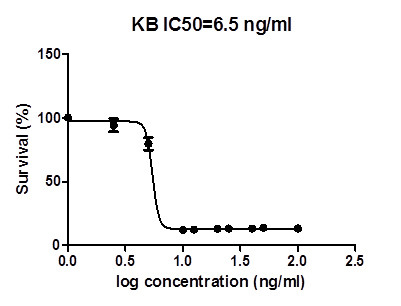 KB IC50=6.5 ng/ml
150
100
50
0
Survival (%)
0.0 0.5 1.0 1.5 2.0 2.5
log concentration (ng/ml)